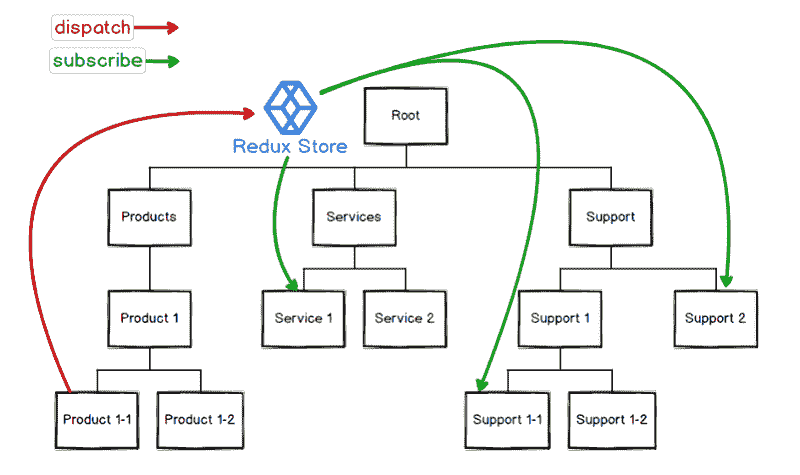 dispatch
subscribe
Redux Store
Root
Products
Services
Support
Product 1
Service 1
Service 2
Support 1
Support 2
Product 1-1
Product 1-2
Support 1-1
Support 1-2